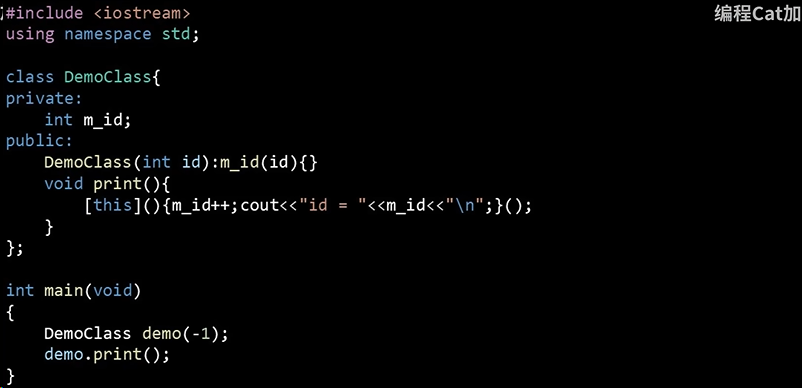 #include <iostream>
编程Cat加
using namespace std;
class DemoClass{
private:
    int m_id;
public:
    DemoClass(int id):m_id(id){}
    void print(){
        [this](){m_id++;cout<<"id = "<<m_id<<"\n";}();
    }
};
int main(void)
{
    DemoClass demo(-1);
    demo.print();
}